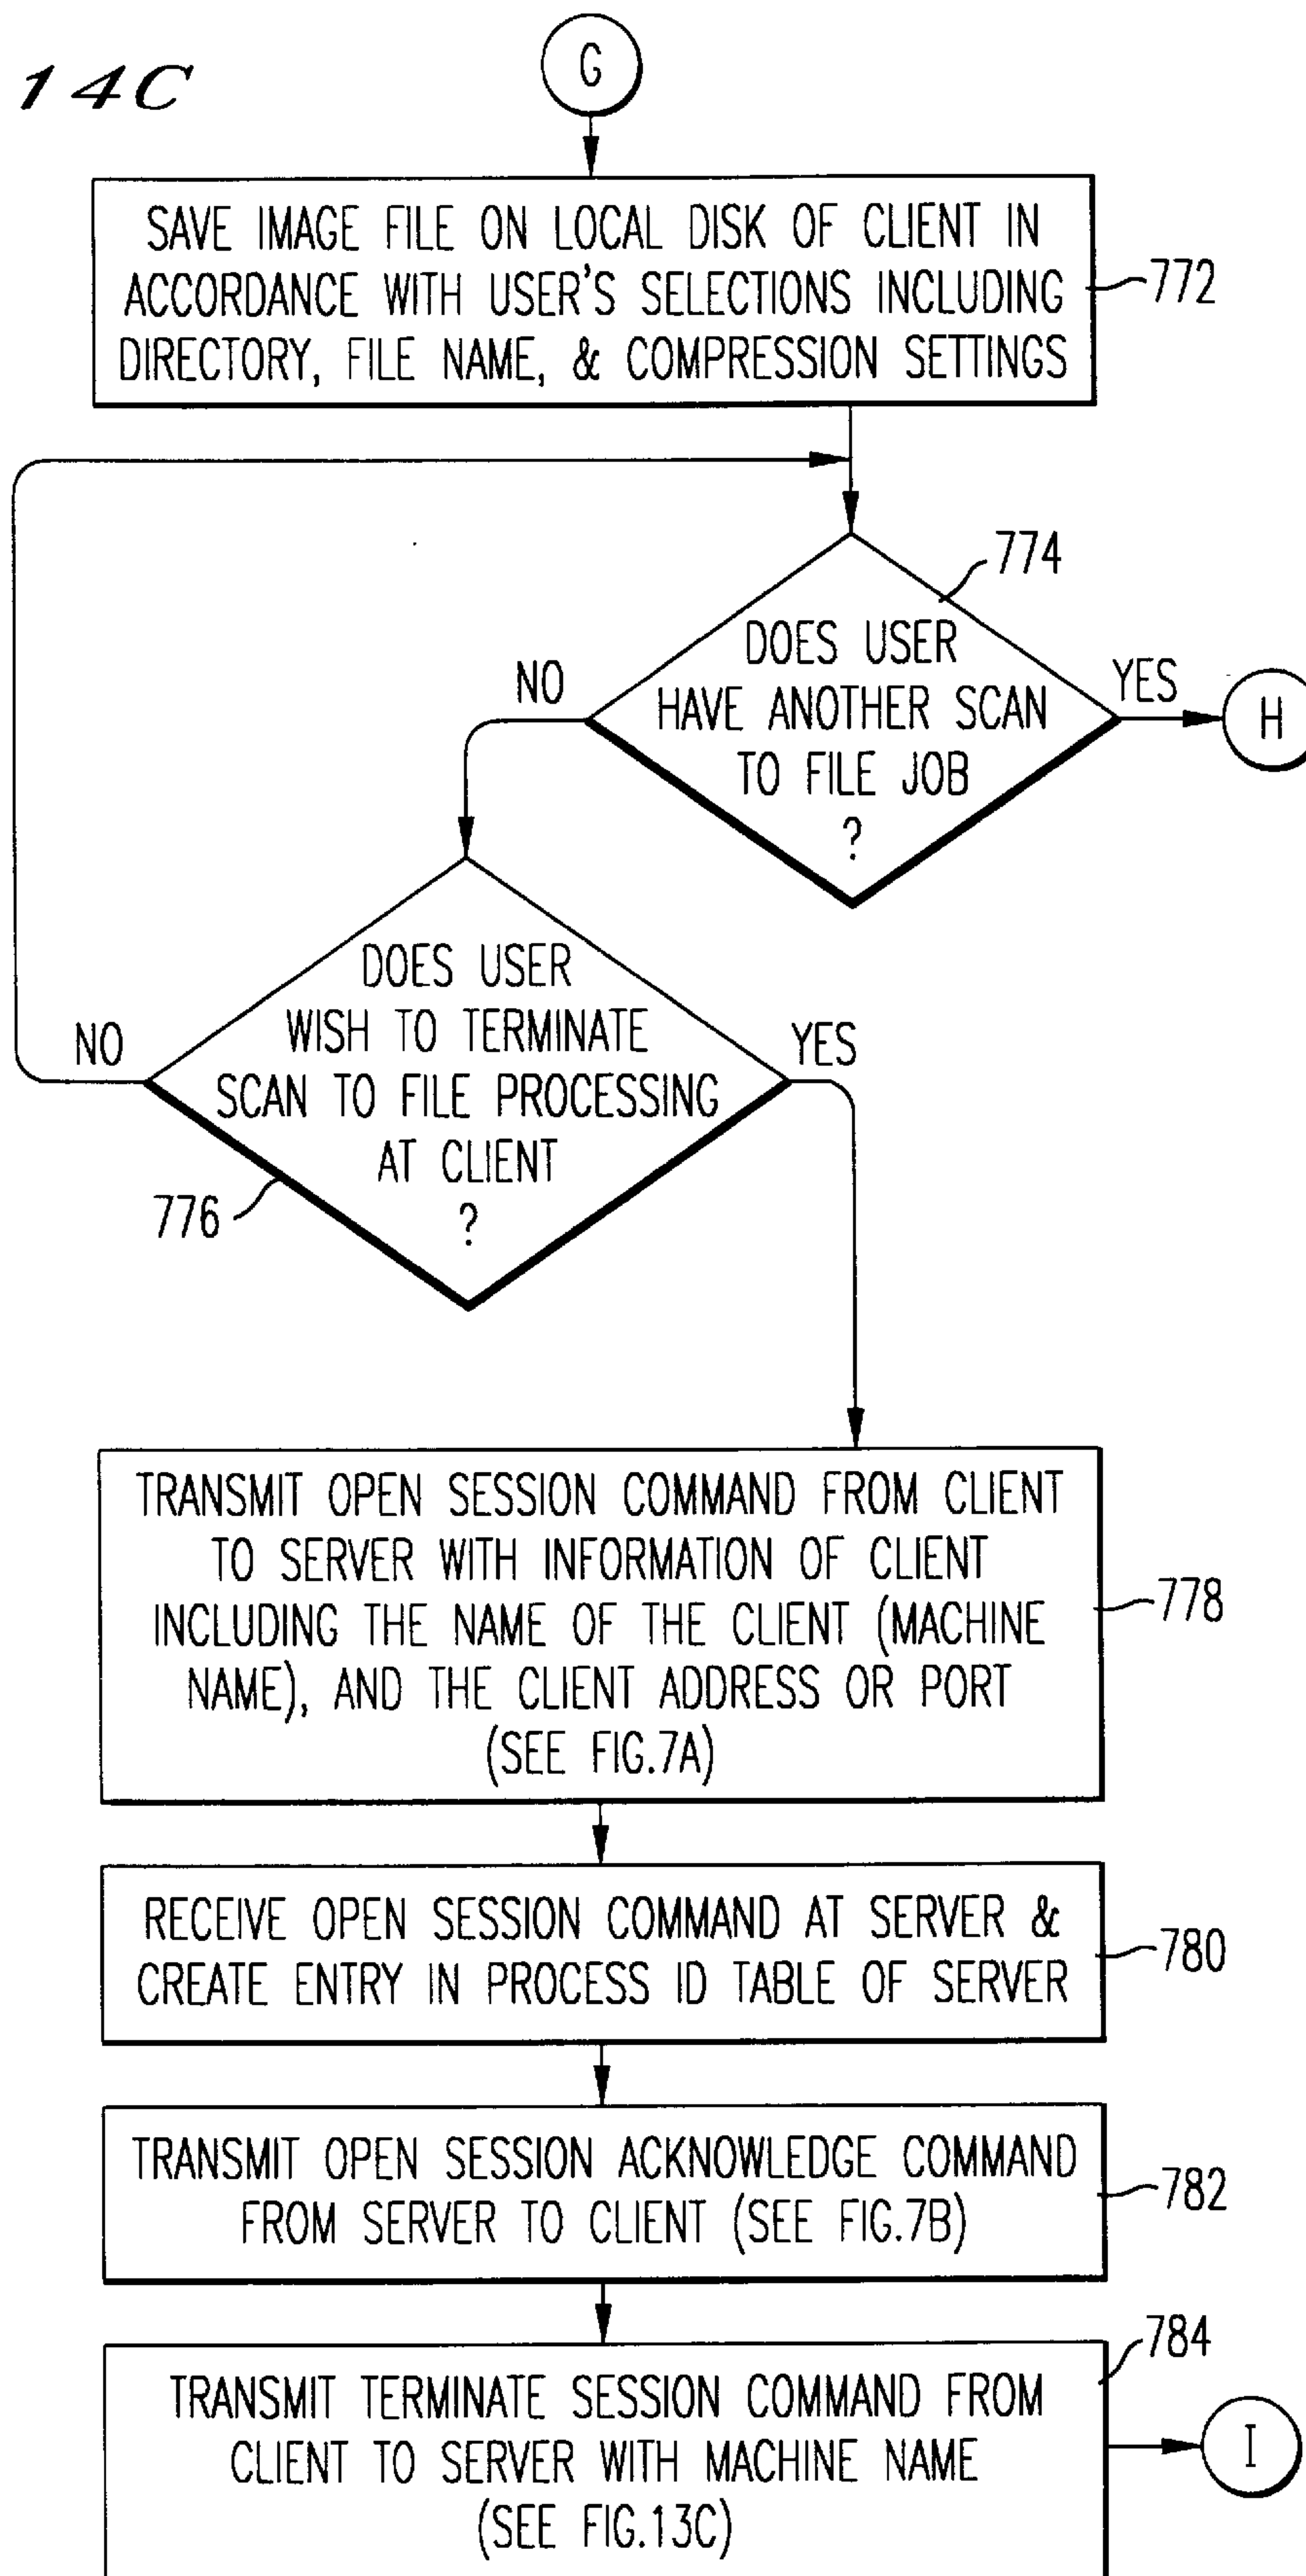 14C
G
SAVE IMAGE FILE ON LOCAL DISK OF CLIENT IN
ACCORDANCE WITH USER'S SELECTIONS INCLUDING
DIRECTORY, FILE NAME, & COMPRESSION SETTINGS
772
774
DOES USER
HAVE ANOTHER SCAN
TO FILE JOB
?
NO
YES
H
DOES USER
WISH TO TERMINATE
SCAN TO FILE PROCESSING
AT CLIENT
?
NO
YES
776
TRANSMIT OPEN SESSION COMMAND FROM CLIENT
TO SERVER WITH INFORMATION OF CLIENT
INCLUDING THE NAME OF THE CLIENT (MACHINE
NAME), AND THE CLIENT ADDRESS OR PORT
(SEE FIG.7A)
778
RECEIVE OPEN SESSION COMMAND AT SERVER &
CREATE ENTRY IN PROCESS ID TABLE OF SERVER
780
TRANSMIT OPEN SESSION ACKNOWLEDGE COMMAND
FROM SERVER TO CLIENT (SEE FIG.7B)
782
784
TRANSMIT TERMINATE SESSION COMMAND FROM
CLIENT TO SERVER WITH MACHINE NAME
(SEE FIG.13C)
I